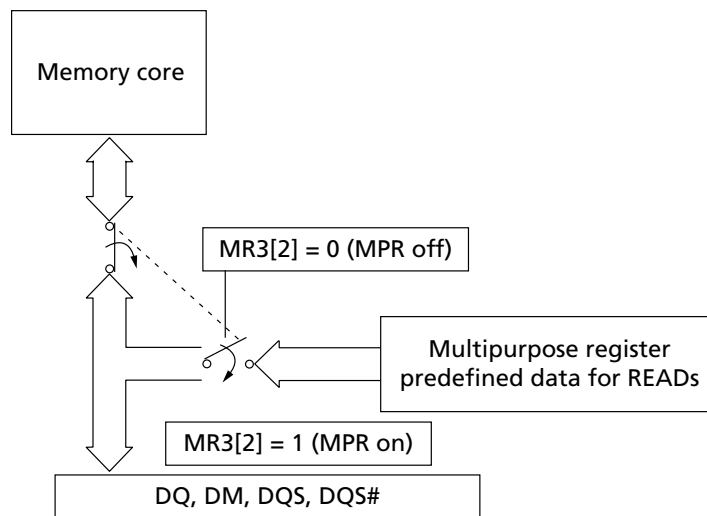 Memory core
MR3[2] = 0 (MPR off)
Multipurpose register
predefined data for READs
MR3[2] = 1 (MPR on)
DQ, DM, DQS, DQS#